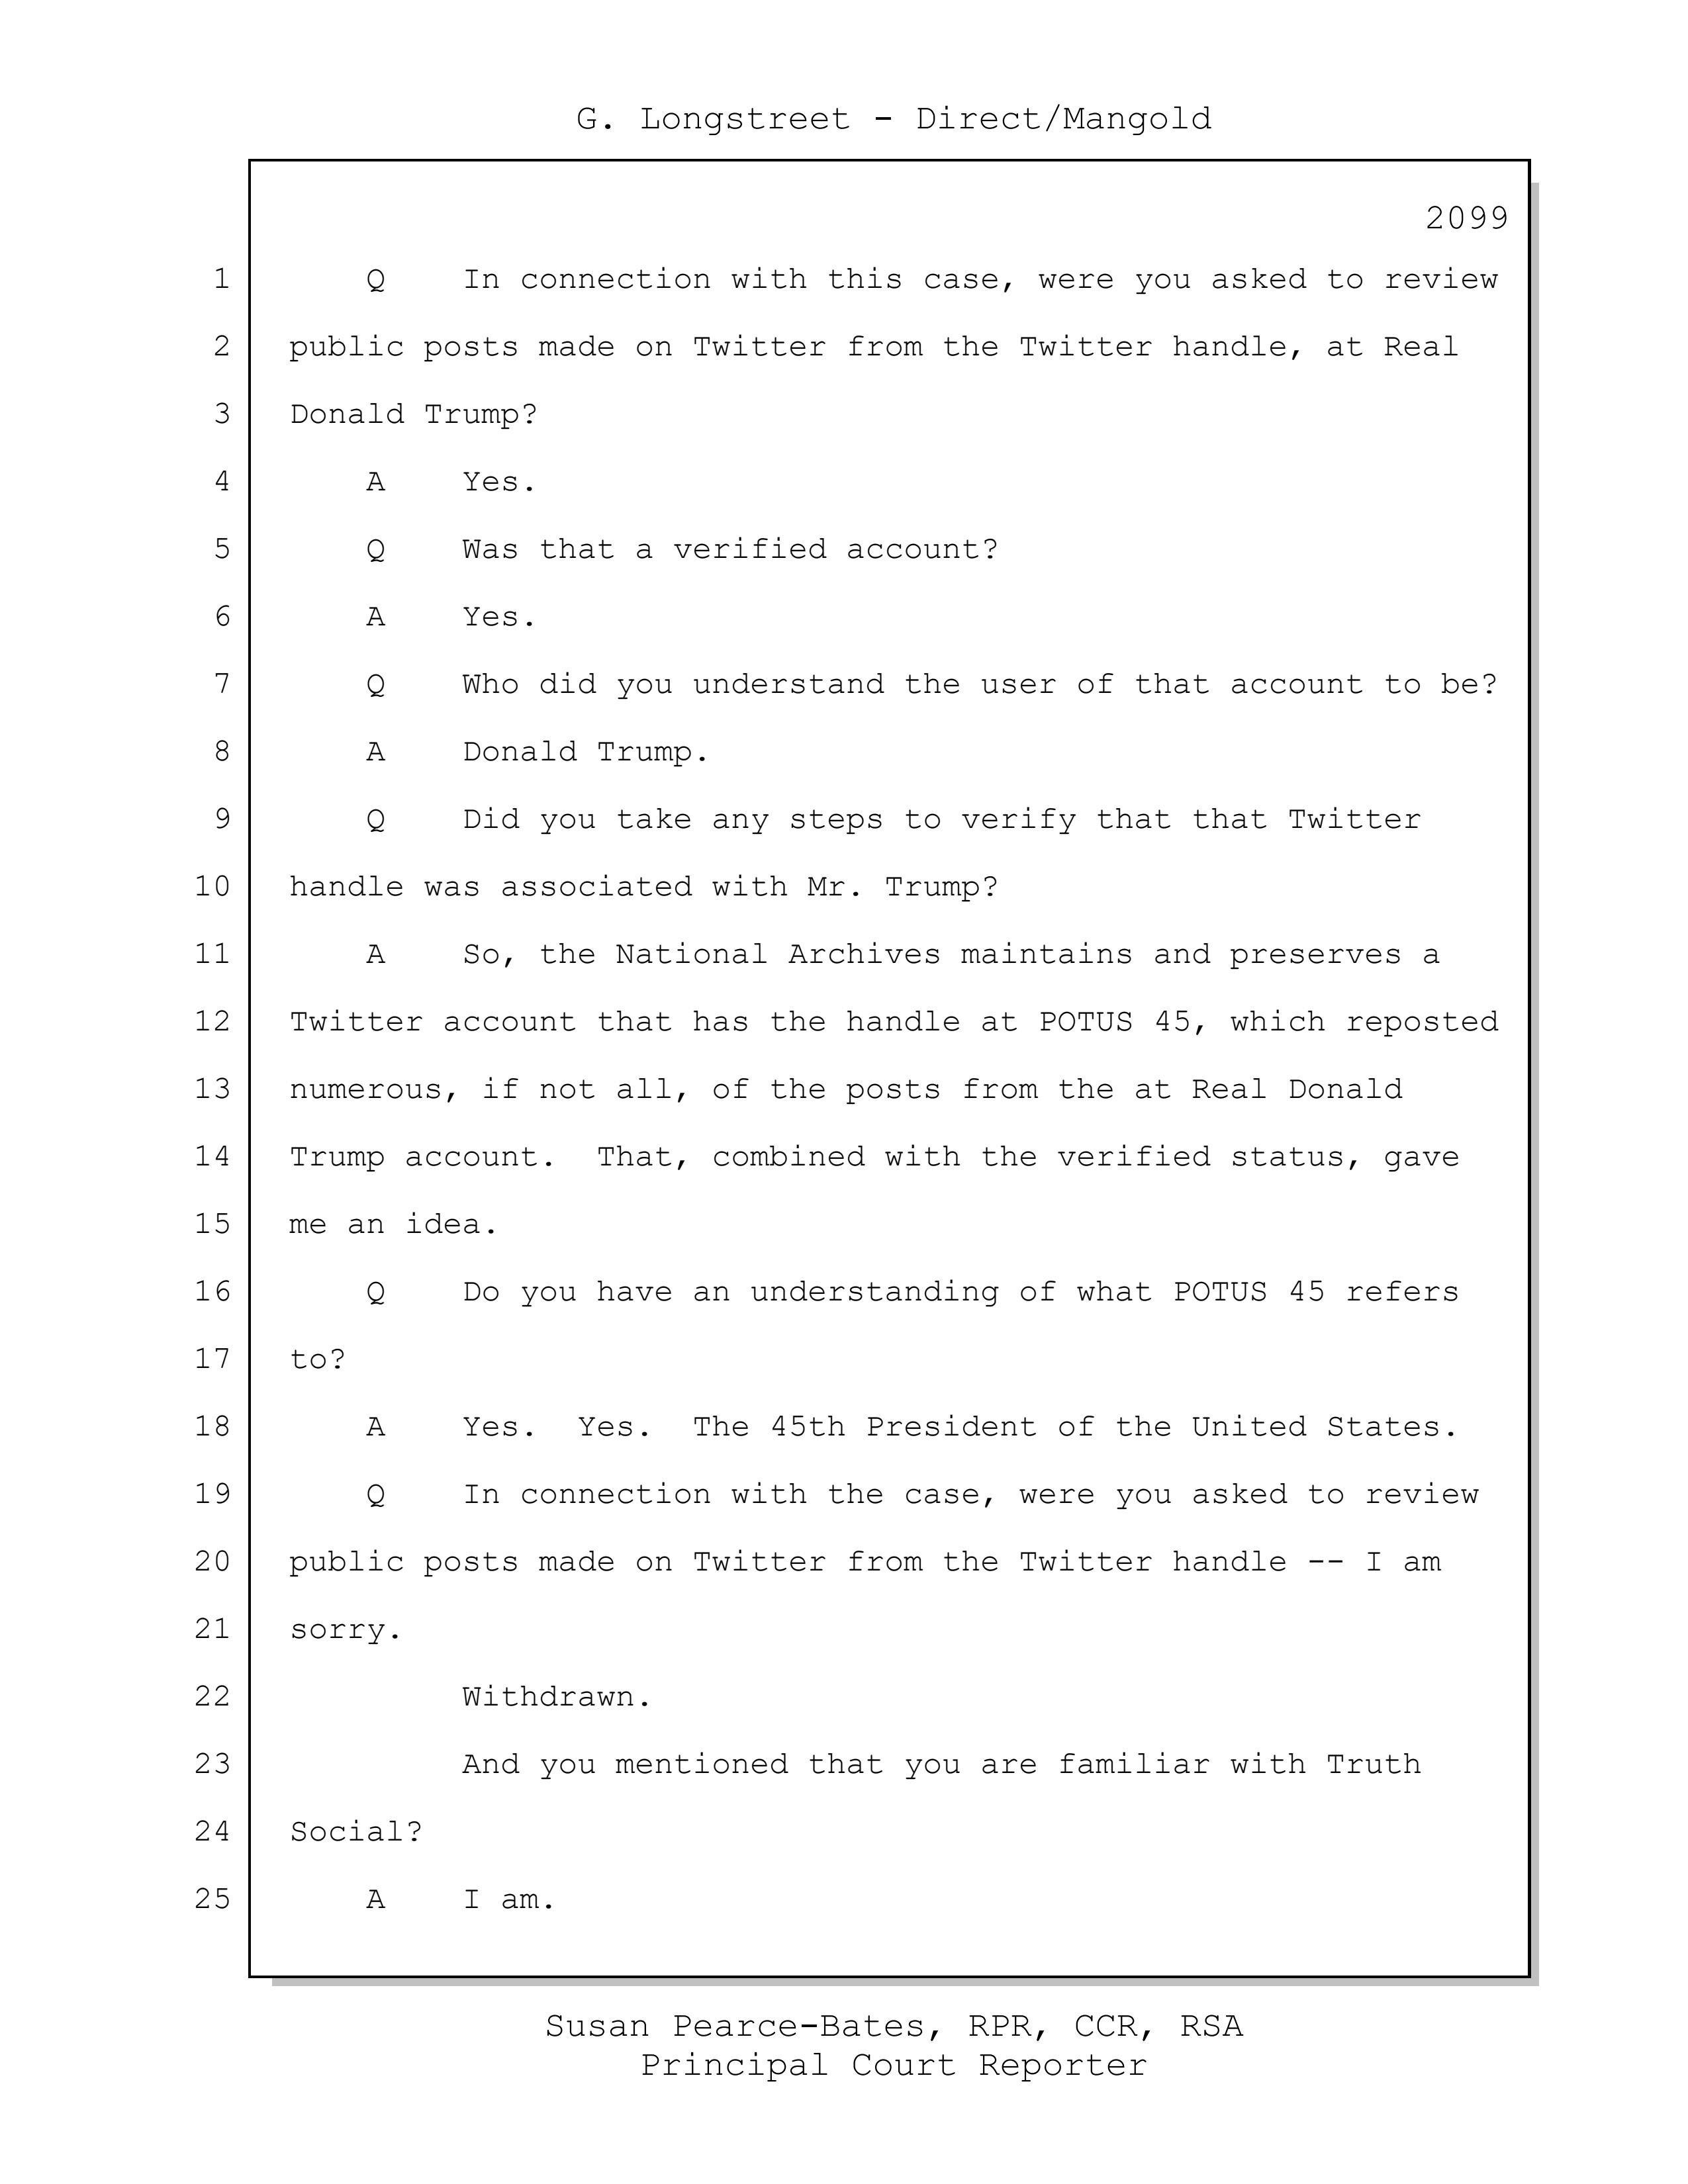 G. Longstreet - Direct/Mangold
2099
1 Q In connection with this case, were you asked to review
2 public posts made on Twitter from the Twitter handle, at Real
3 Donald Trump?
4 A Yes.
5 Q Was that a verified account?
6 A Yes.
7 Q Who did you understand the user of that account to be?
8 A Donald Trump.
9 Q Did you take any steps to verify that that Twitter
10 handle was associated with Mr. Trump?
11 A So, the National Archives maintains and preserves a
12 Twitter account that has the handle at POTUS 45, which reposted
13 numerous, if not all, of the posts from the at Real Donald
14 Trump account. That, combined with the verified status, gave
15 me an idea.
16 Q Do you have an understanding of what POTUS 45 refers
17 to?
18 A Yes. Yes. The 45th President of the United States.
19 Q In connection with the case, were you asked to review
20 public posts made on Twitter from the Twitter handle -- I am
21 sorry.
22 Withdrawn.
23 And you mentioned that you are familiar with Truth
24 Social?
25 A I am.
Susan Pearce-Bates, RPR, CCR, RSA
Principal Court Reporter